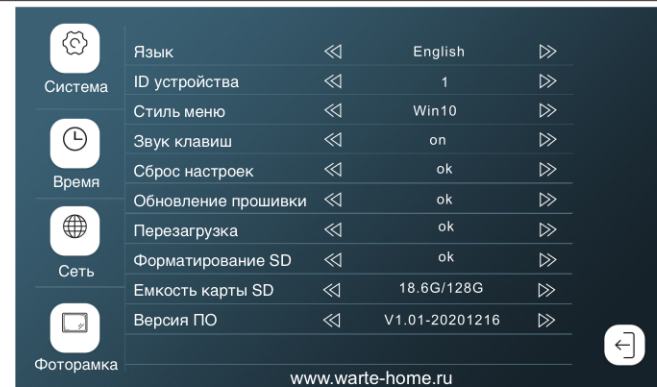 Система
Время
Сеть
Фоторамка
Язык English
ID устройства 1
Стиль меню Win10
Звук клавиш on
Сброс настроек ok
Обновление прошивки ok
Перезагрузка ok
Форматирование SD ok
Емкость карты SD 18.6G/128G
Версия ПО V1.01-20201216
www.warte-home.ru